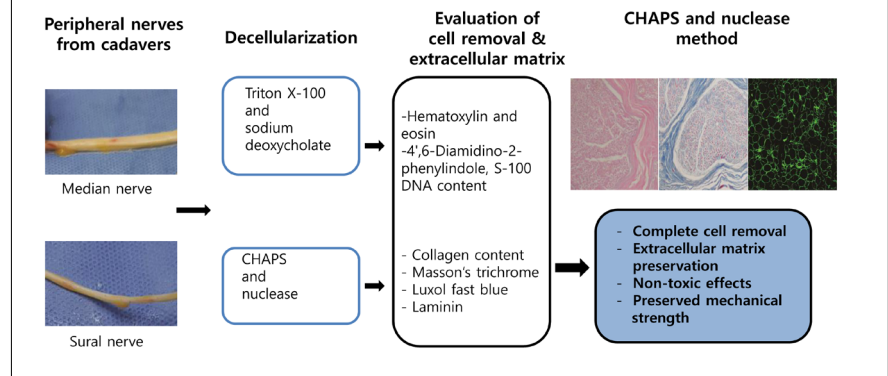 Peripheral nerves
from cadavers
Median nerve
Sural nerve
Decellularization
Triton X-100
and
sodium
deoxycholate
CHAPS
and
nuclease
Evaluation of
cell removal &
extracellular matrix
-Hematoxylin and
eosin
-4',6-Diamidino-2-
phenylindole, S-100
DNA content
- Collagen content
- Masson's trichrome
- Luxol fast blue
- Laminin
CHAPS and nuclease
method
- Complete cell removal
- Extracellular matrix
preservation
- Non-toxic effects
- Preserved mechanical
strength